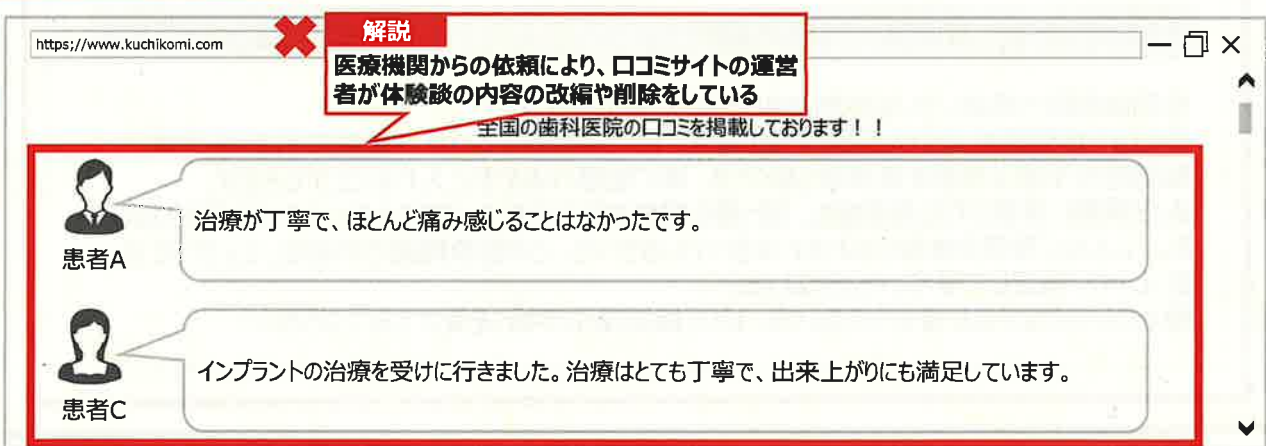 https://www.kuchikomi.com
解説
医療機関からの依頼により、口コミサイトの運営
者が体験談の内容の改編や削除をしている
全国の歯科医院の口コミを掲載しております！！
治療が丁寧で、ほとんど痛み感じることはなかったです。
患者A
インプラントの治療を受けに行きました。治療はとても丁寧で、出来上がりにも満足しています。
患者C